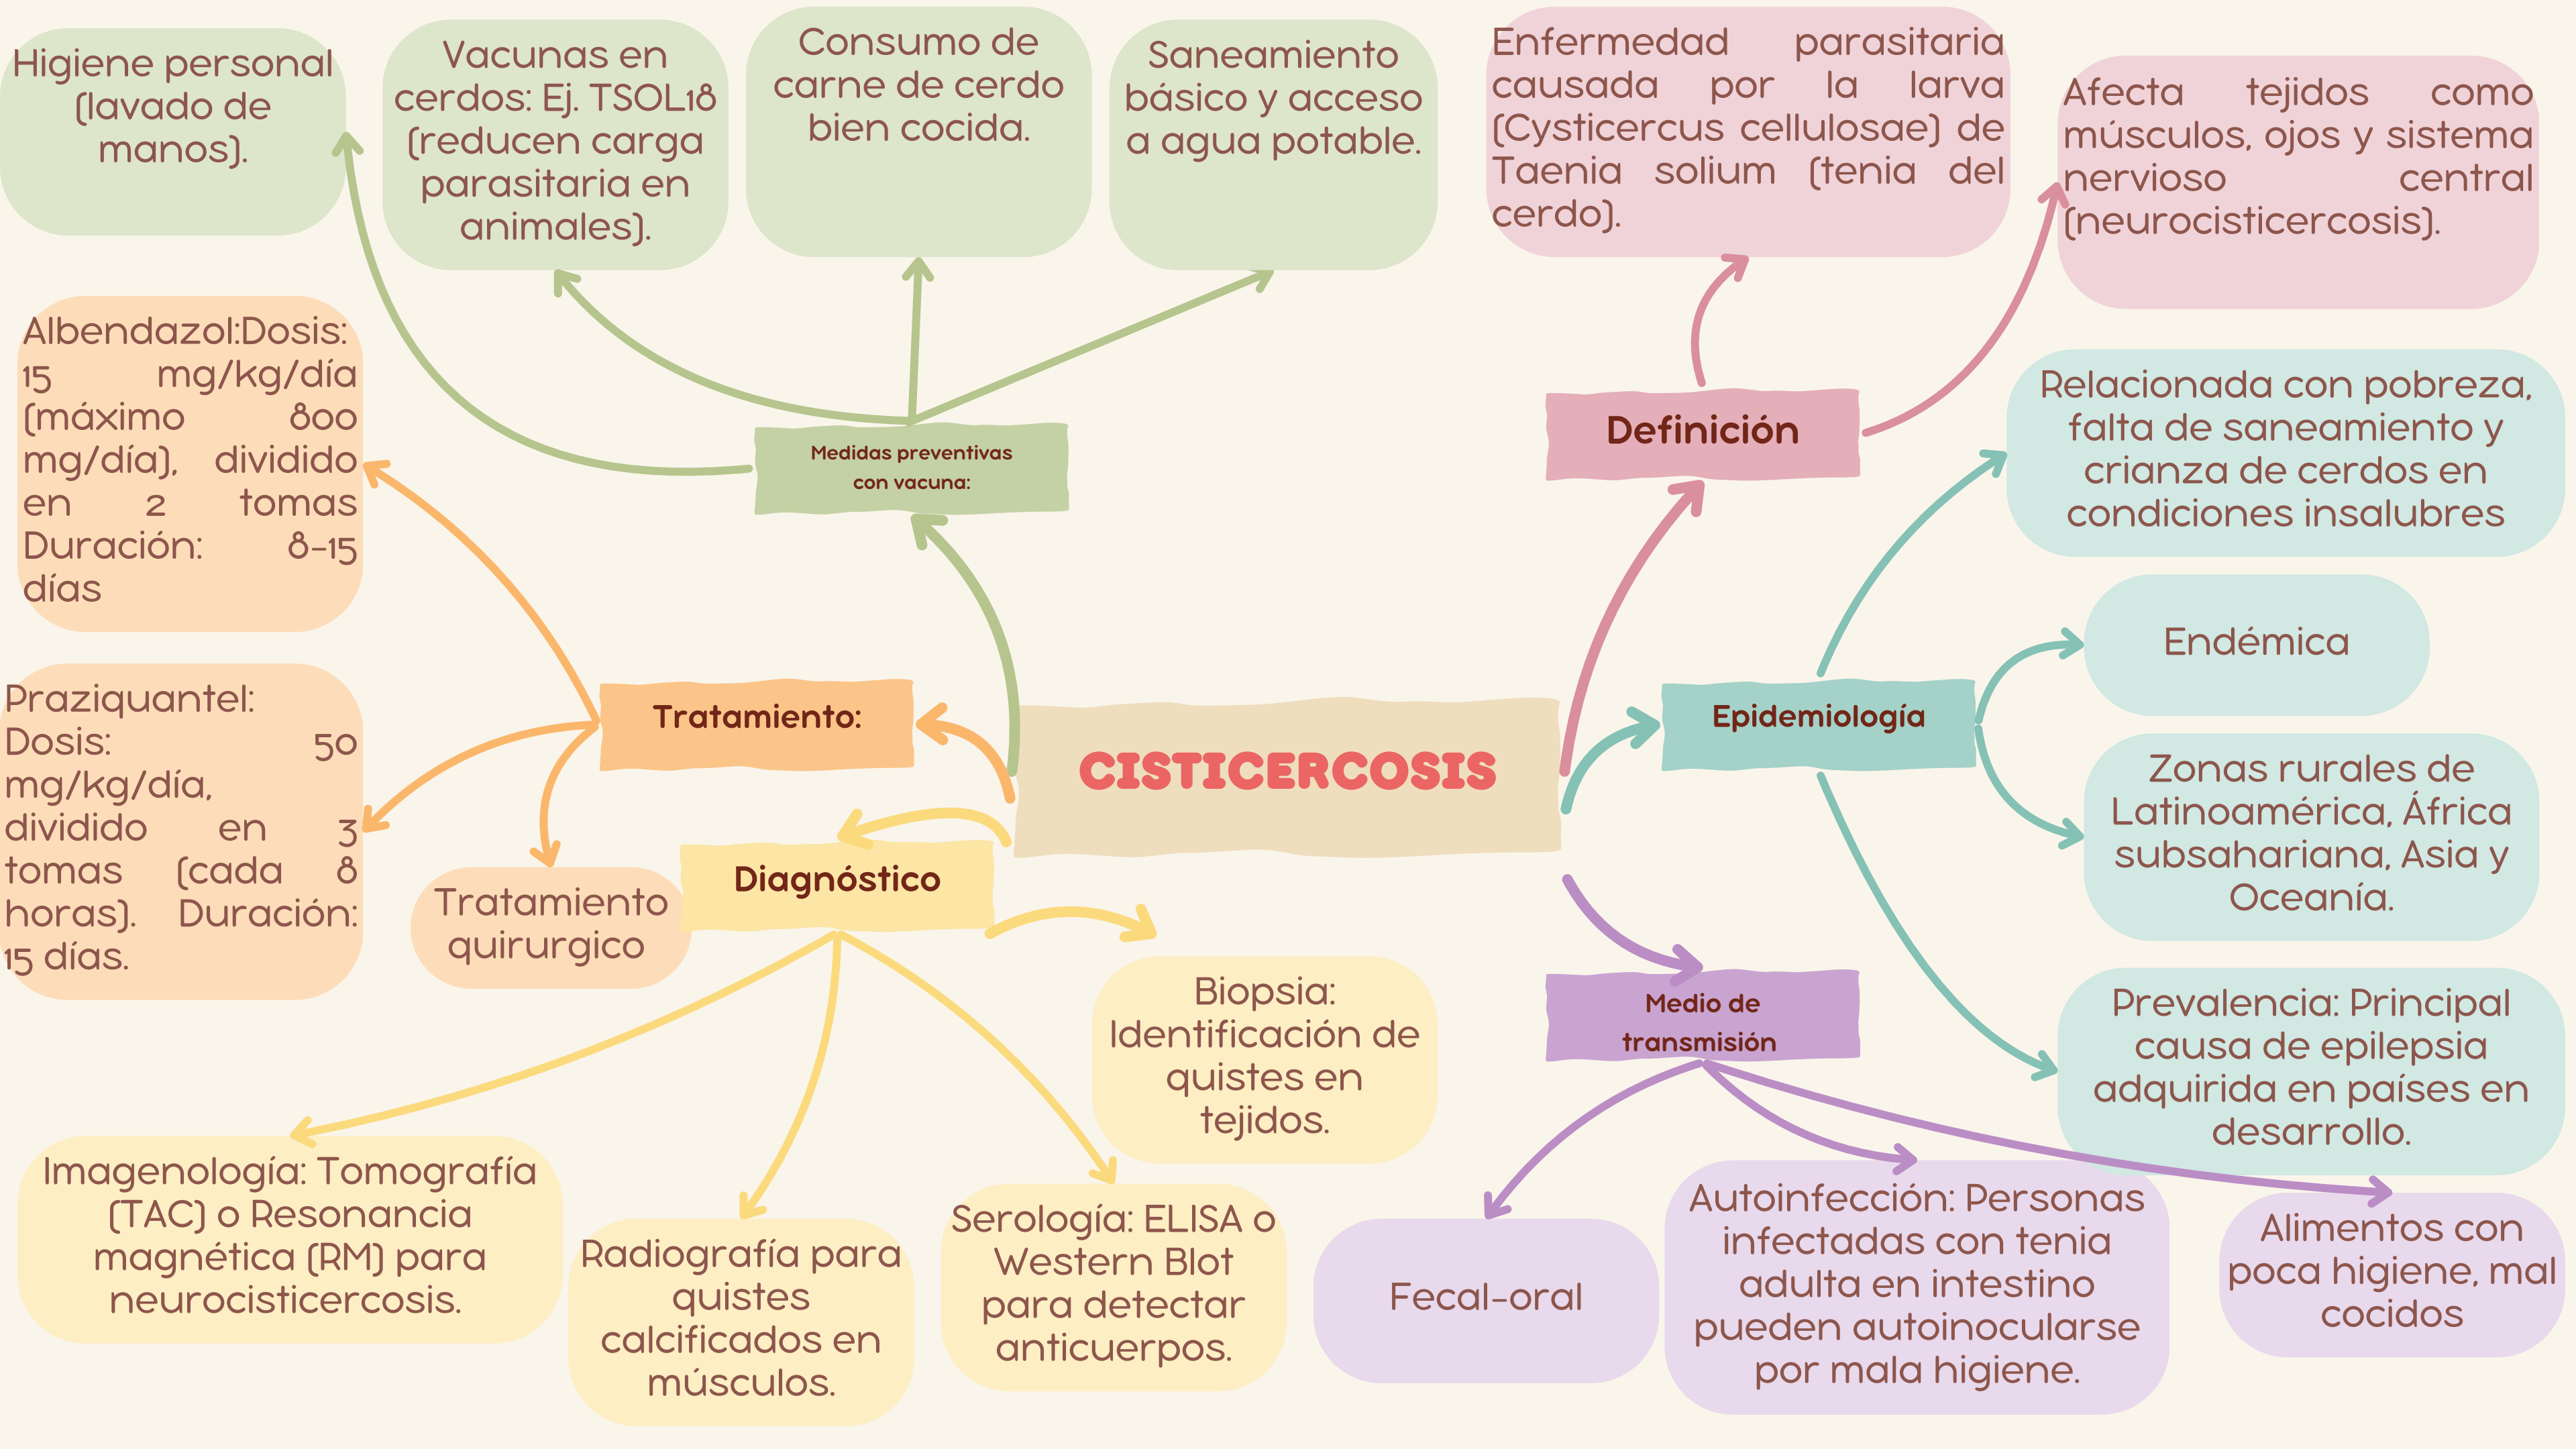 Higiene personal
(lavado de
manos).
Vacunas en
cerdos: Ej. TSOL18
(reducen carga
parasitaria en
animales).
Consumo de
carne de cerdo
bien cocida.
Saneamiento
básico y acceso
a agua potable.
Enfermedad parasitaria
causada por la larva
(Cysticercus cellulosae) de
Taenia solium (tenia del
cerdo).
Afecta tejidos como
músculos, ojos y sistema
nervioso central
(neurocisticercosis).
Albendazol:Dosis:
15 mg/kg/día
(máximo 800
mg/día), dividido
en 2 tomas
Duración: 8-15
días
Medidas preventivas
con vacuna:
Definición
Relacionada con pobreza,
falta de saneamiento y
crianza de cerdos en
condiciones insalubres
Endémica
Praziquantel:
Dosis: 50
mg/kg/día,
dividido en 3
tomas (cada 8
horas). Duración:
15 días.
Tratamiento:
CISTICERCOSIS
Epidemiología
Zonas rurales de
Latinoamérica, África
subsahariana, Asia y
Oceanía.
Tratamiento
quirurgico
Diagnóstico
Biopsia:
Identificación de
quistes en
tejidos.
Medio de
transmisión
Prevalencia: Principal
causa de epilepsia
adquirida en países en
desarrollo.
Imagenología: Tomografía
(TAC) o Resonancia
magnética (RM) para
neurocisticercosis.
Radiografía para
quistes
calcificados en
músculos.
Serología: ELISA o
Western Blot
para detectar
anticuerpos.
Fecal-oral
Autoinfección: Personas
infectadas con tenia
adulta en intestino
pueden autoinocularse
por mala higiene.
Alimentos con
poca higiene, mal
cocidos